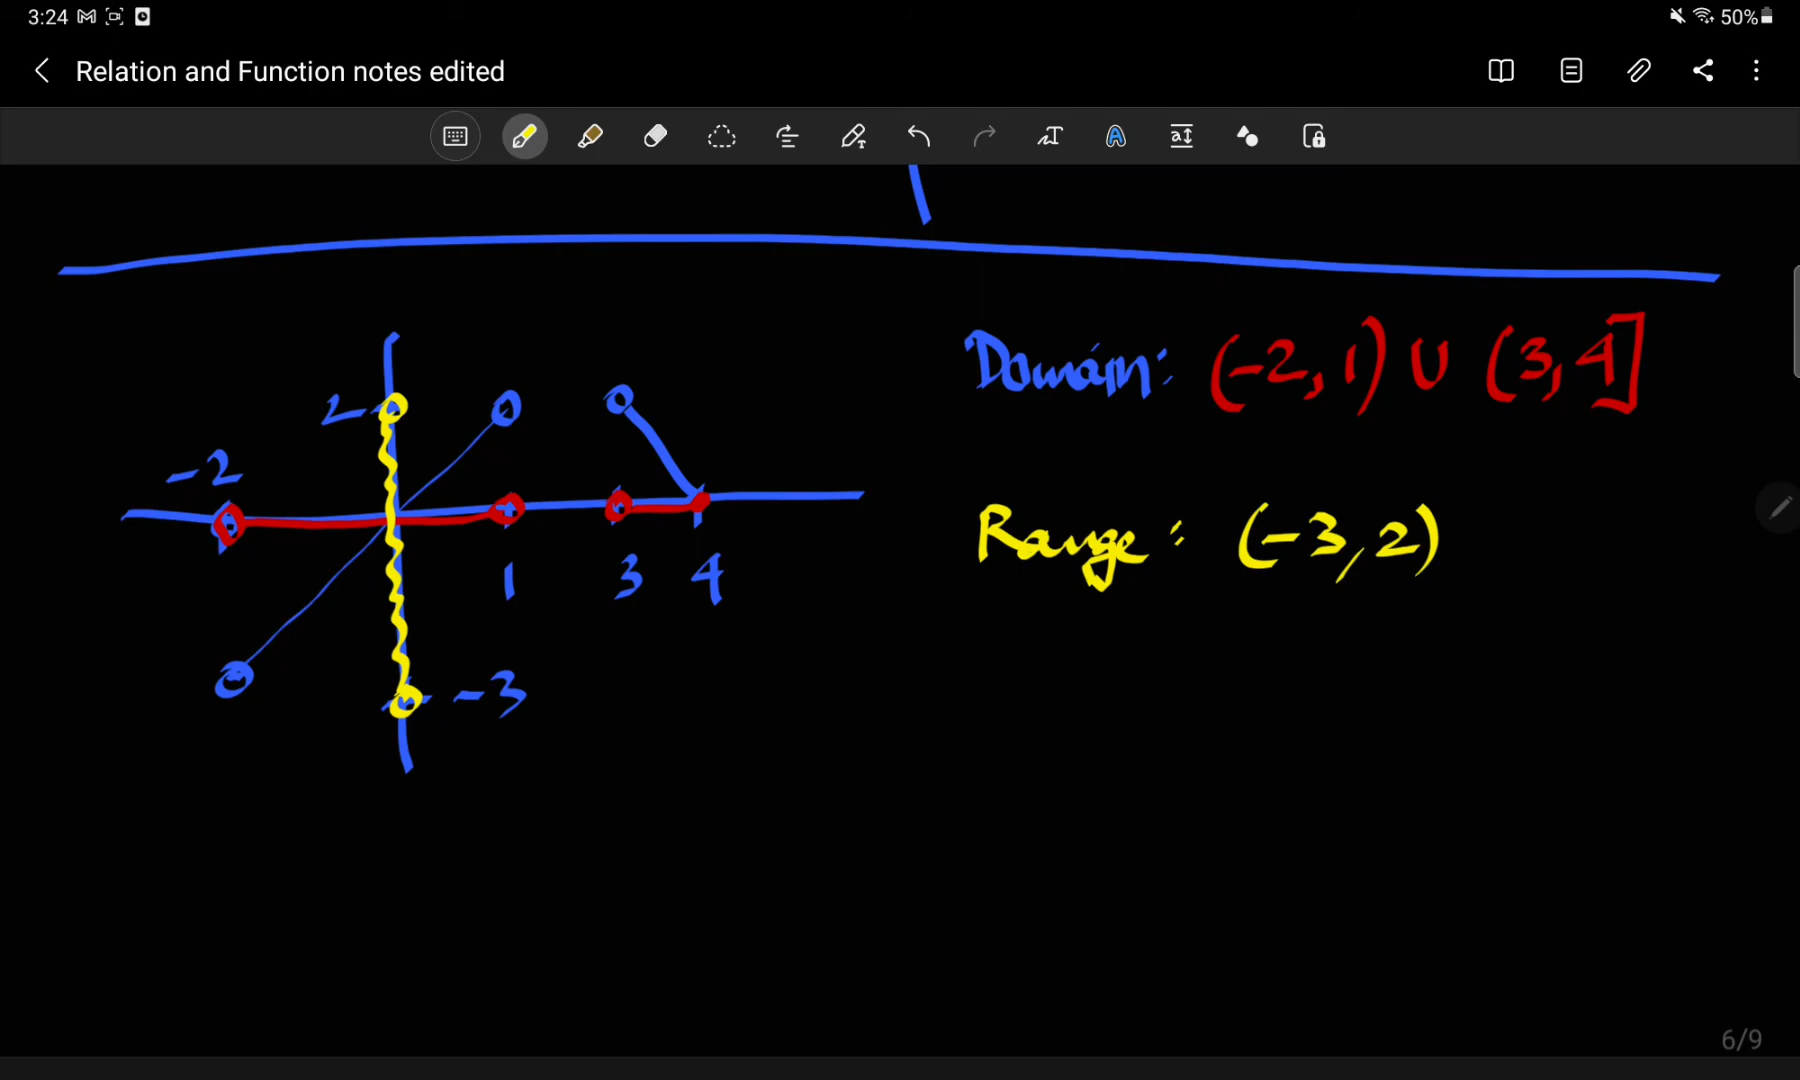 3:24
50%
Relation and Function notes edited
Domain: (-2, 1) ∪ (3, 4]
2
-2
Range: (-3, 2)
1 3 4
-3
6/9